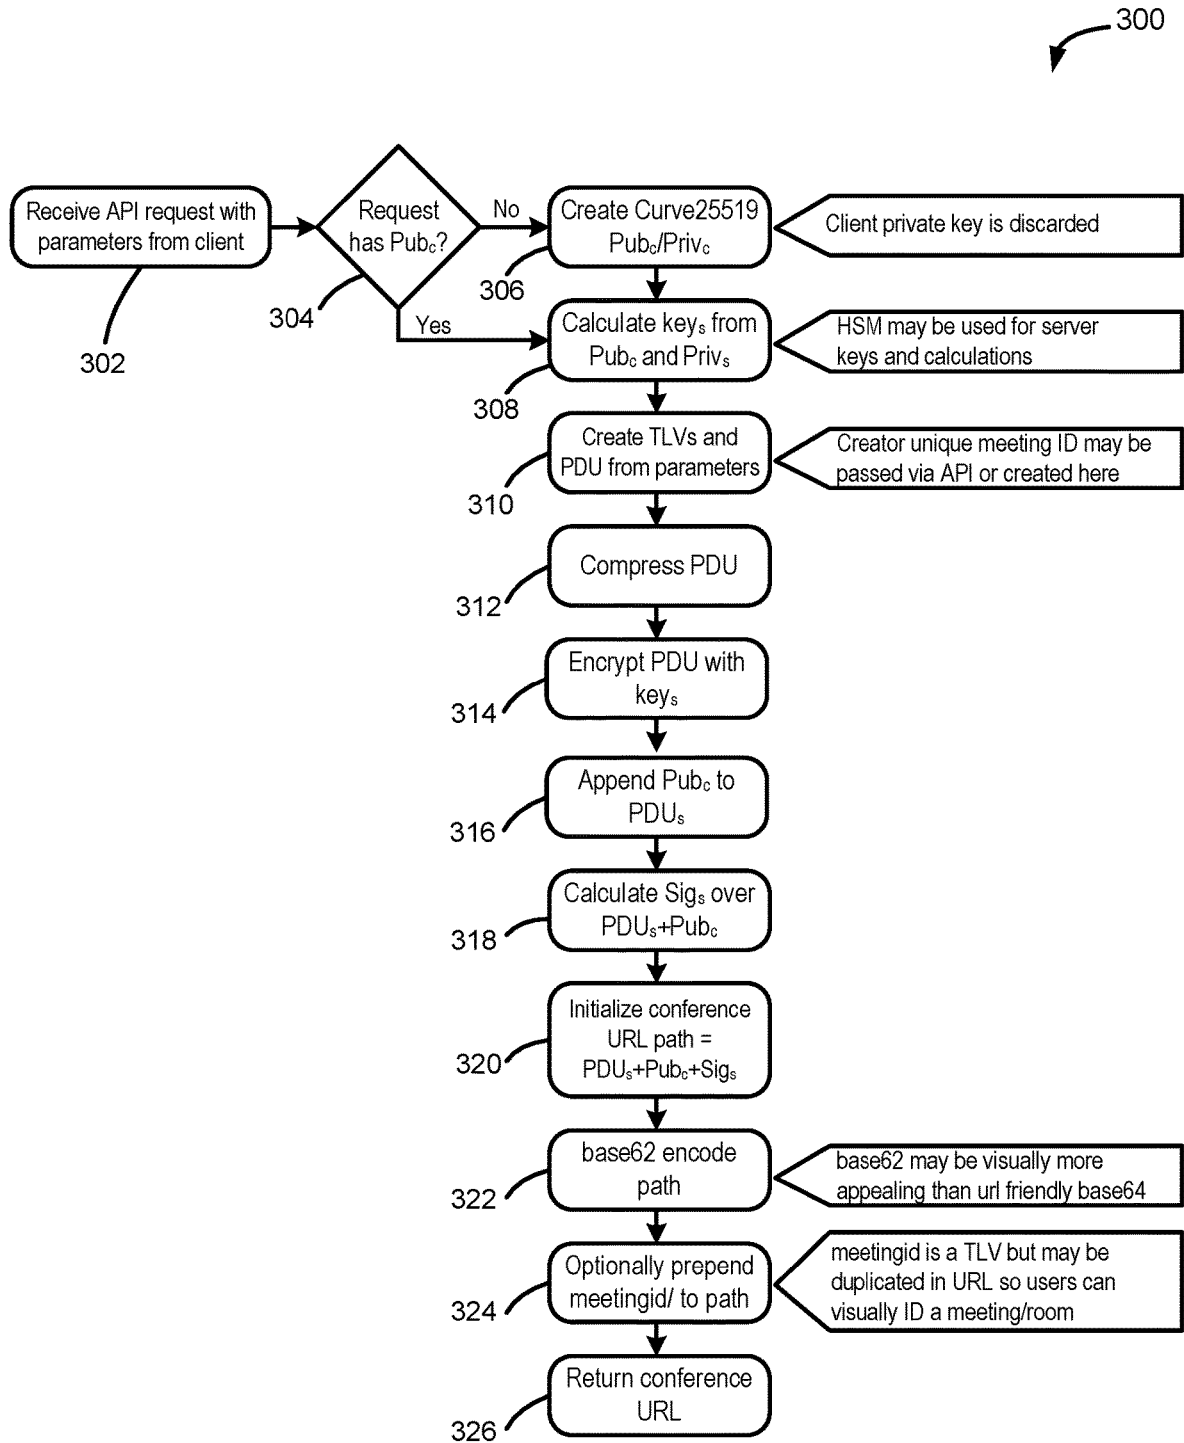 300
Receive API request with
parameters from client
302
Request
has Pubc?
304
No
Yes
Create Curve25519
Pubc/Privc
306
Client private key is discarded
Calculate keys from
Pubc and Privs
308
HSM may be used for server
keys and calculations
Create TLVs and
PDU from parameters
310
Creator unique meeting ID may be
passed via API or created here
Compress PDU
312
Encrypt PDU with
keys
314
Append Pubc to
PDUs
316
Calculate Sigs over
PDUs+Pubc
318
Initialize conference
URL path =
PDUs+Pubc+Sigs
320
base62 encode
path
322
base62 may be visually more
appealing than url friendly base64
Optionally prepend
meetingid/ to path
324
meetingid is a TLV but may be
duplicated in URL so users can
visually ID a meeting/room
Return conference
URL
326